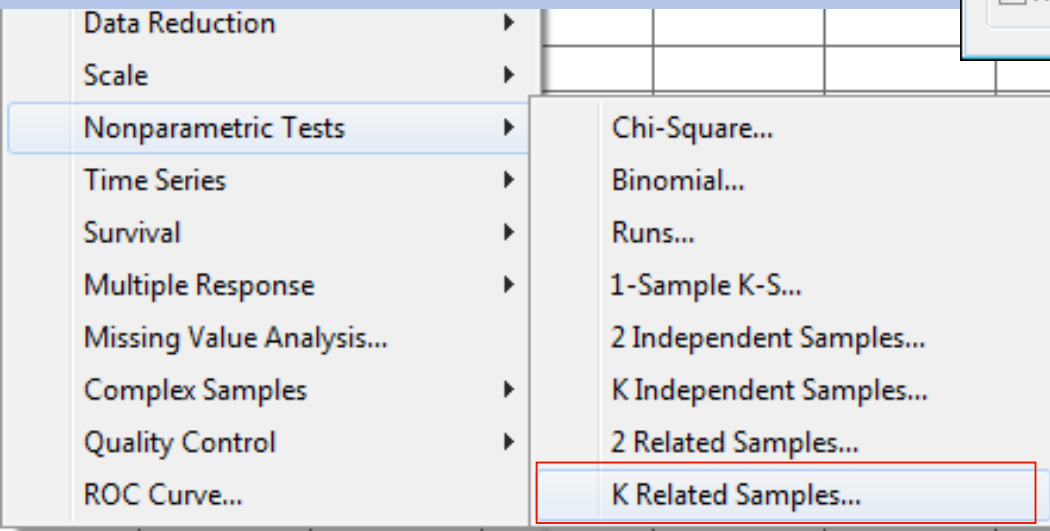 Data Reduction
Scale
Nonparametric Tests
Time Series
Survival
Multiple Response
Missing Value Analysis...
Complex Samples
Quality Control
ROC Curve...
Chi-Square...
Binomial...
Runs...
1-Sample K-S...
2 Independent Samples...
K Independent Samples...
2 Related Samples...
K Related Samples...